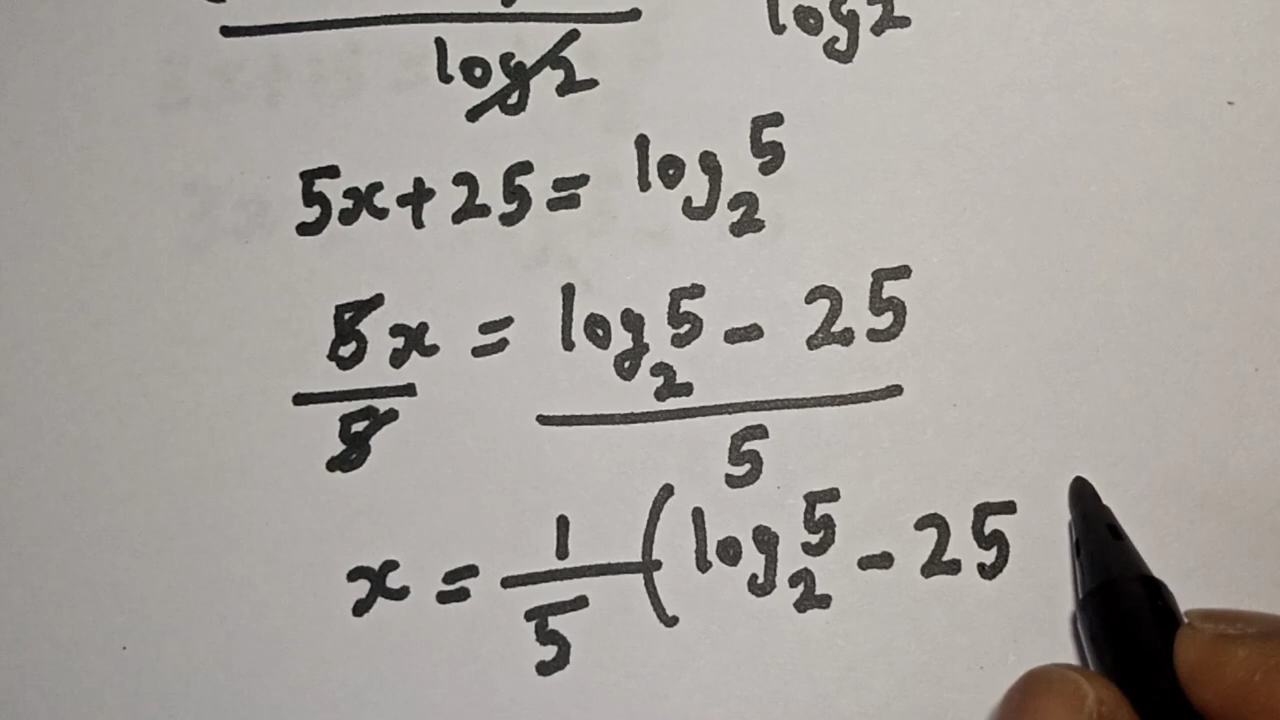 log2 log2
5x+25= log₂5
5x = log₂5 - 25
5 5
x = 1/5 (log₂5 - 25